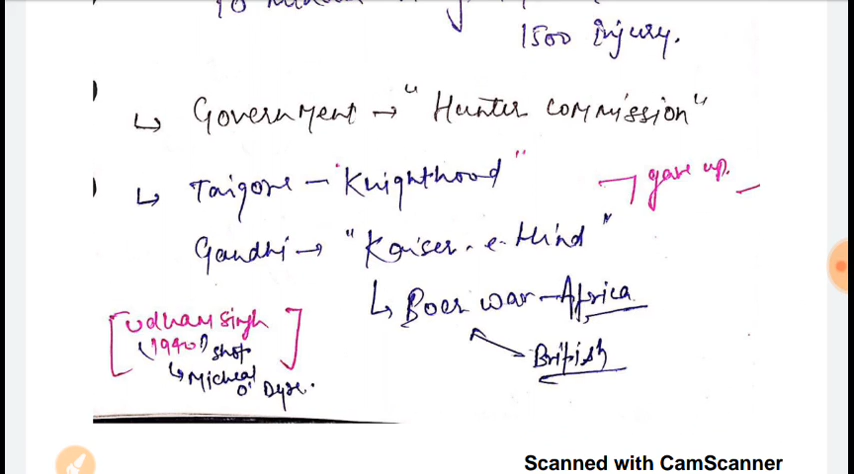 1500 Injury.
↳ Government → "Hunter commission"
↳ Taigore – "Knighthood" → gave up.
Gandhi → "Kaiser-e-Hind"
↳ Boer war – Africa
British
[Udham Singh
(1940) shot
↳ Micheal
O' Dyer.]
Scanned with CamScanner